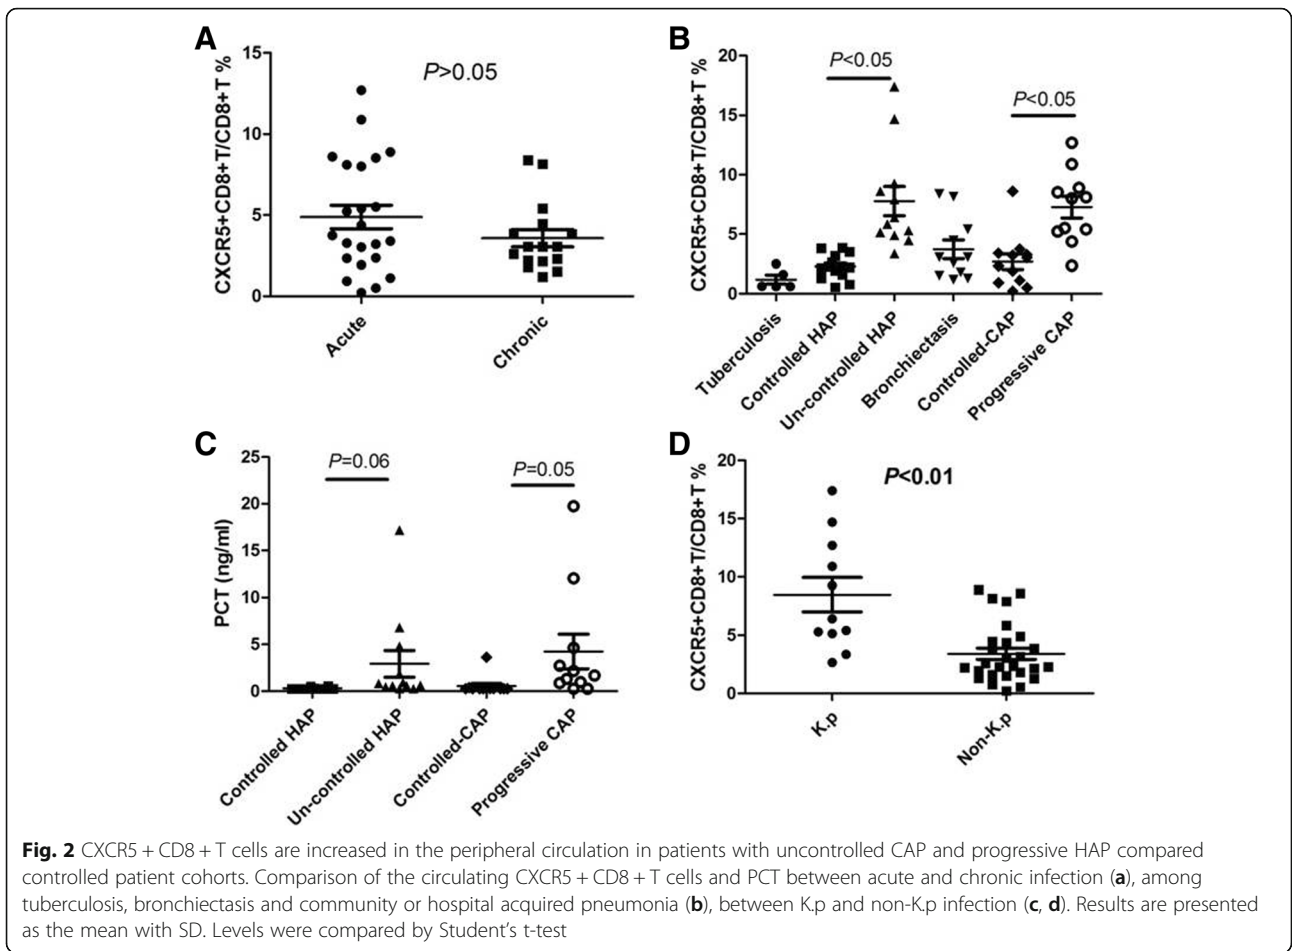 A
CXCR5+CD8+T/CD8+T %
15
10
5
0
P>0.05
Acute
Chronic
B
CXCR5+CD8+T/CD8+T %
20
15
10
5
0
P<0.05
P<0.05
Tuberculosis
Controlled HAP
Un-controlled HAP
Bronchiectasis
Controlled-CAP
Progressive CAP
C
PCT (ng/ml)
25
20
15
10
5
0
P=0.06
P=0.05
Controlled HAP
Un-controlled HAP
Controlled-CAP
Progressive CAP
D
CXCR5+CD8+T/CD8+T %
20
15
10
5
0
P<0.01
K.p
Non-K.p
Fig. 2 CXCR5 + CD8 + T cells are increased in the peripheral circulation in patients with uncontrolled CAP and progressive HAP compared
controlled patient cohorts. Comparison of the circulating CXCR5 + CD8 + T cells and PCT between acute and chronic infection (a), among
tuberculosis, bronchiectasis and community or hospital acquired pneumonia (b), between K.p and non-K.p infection (c, d). Results are presented
as the mean with SD. Levels were compared by Student's t-test